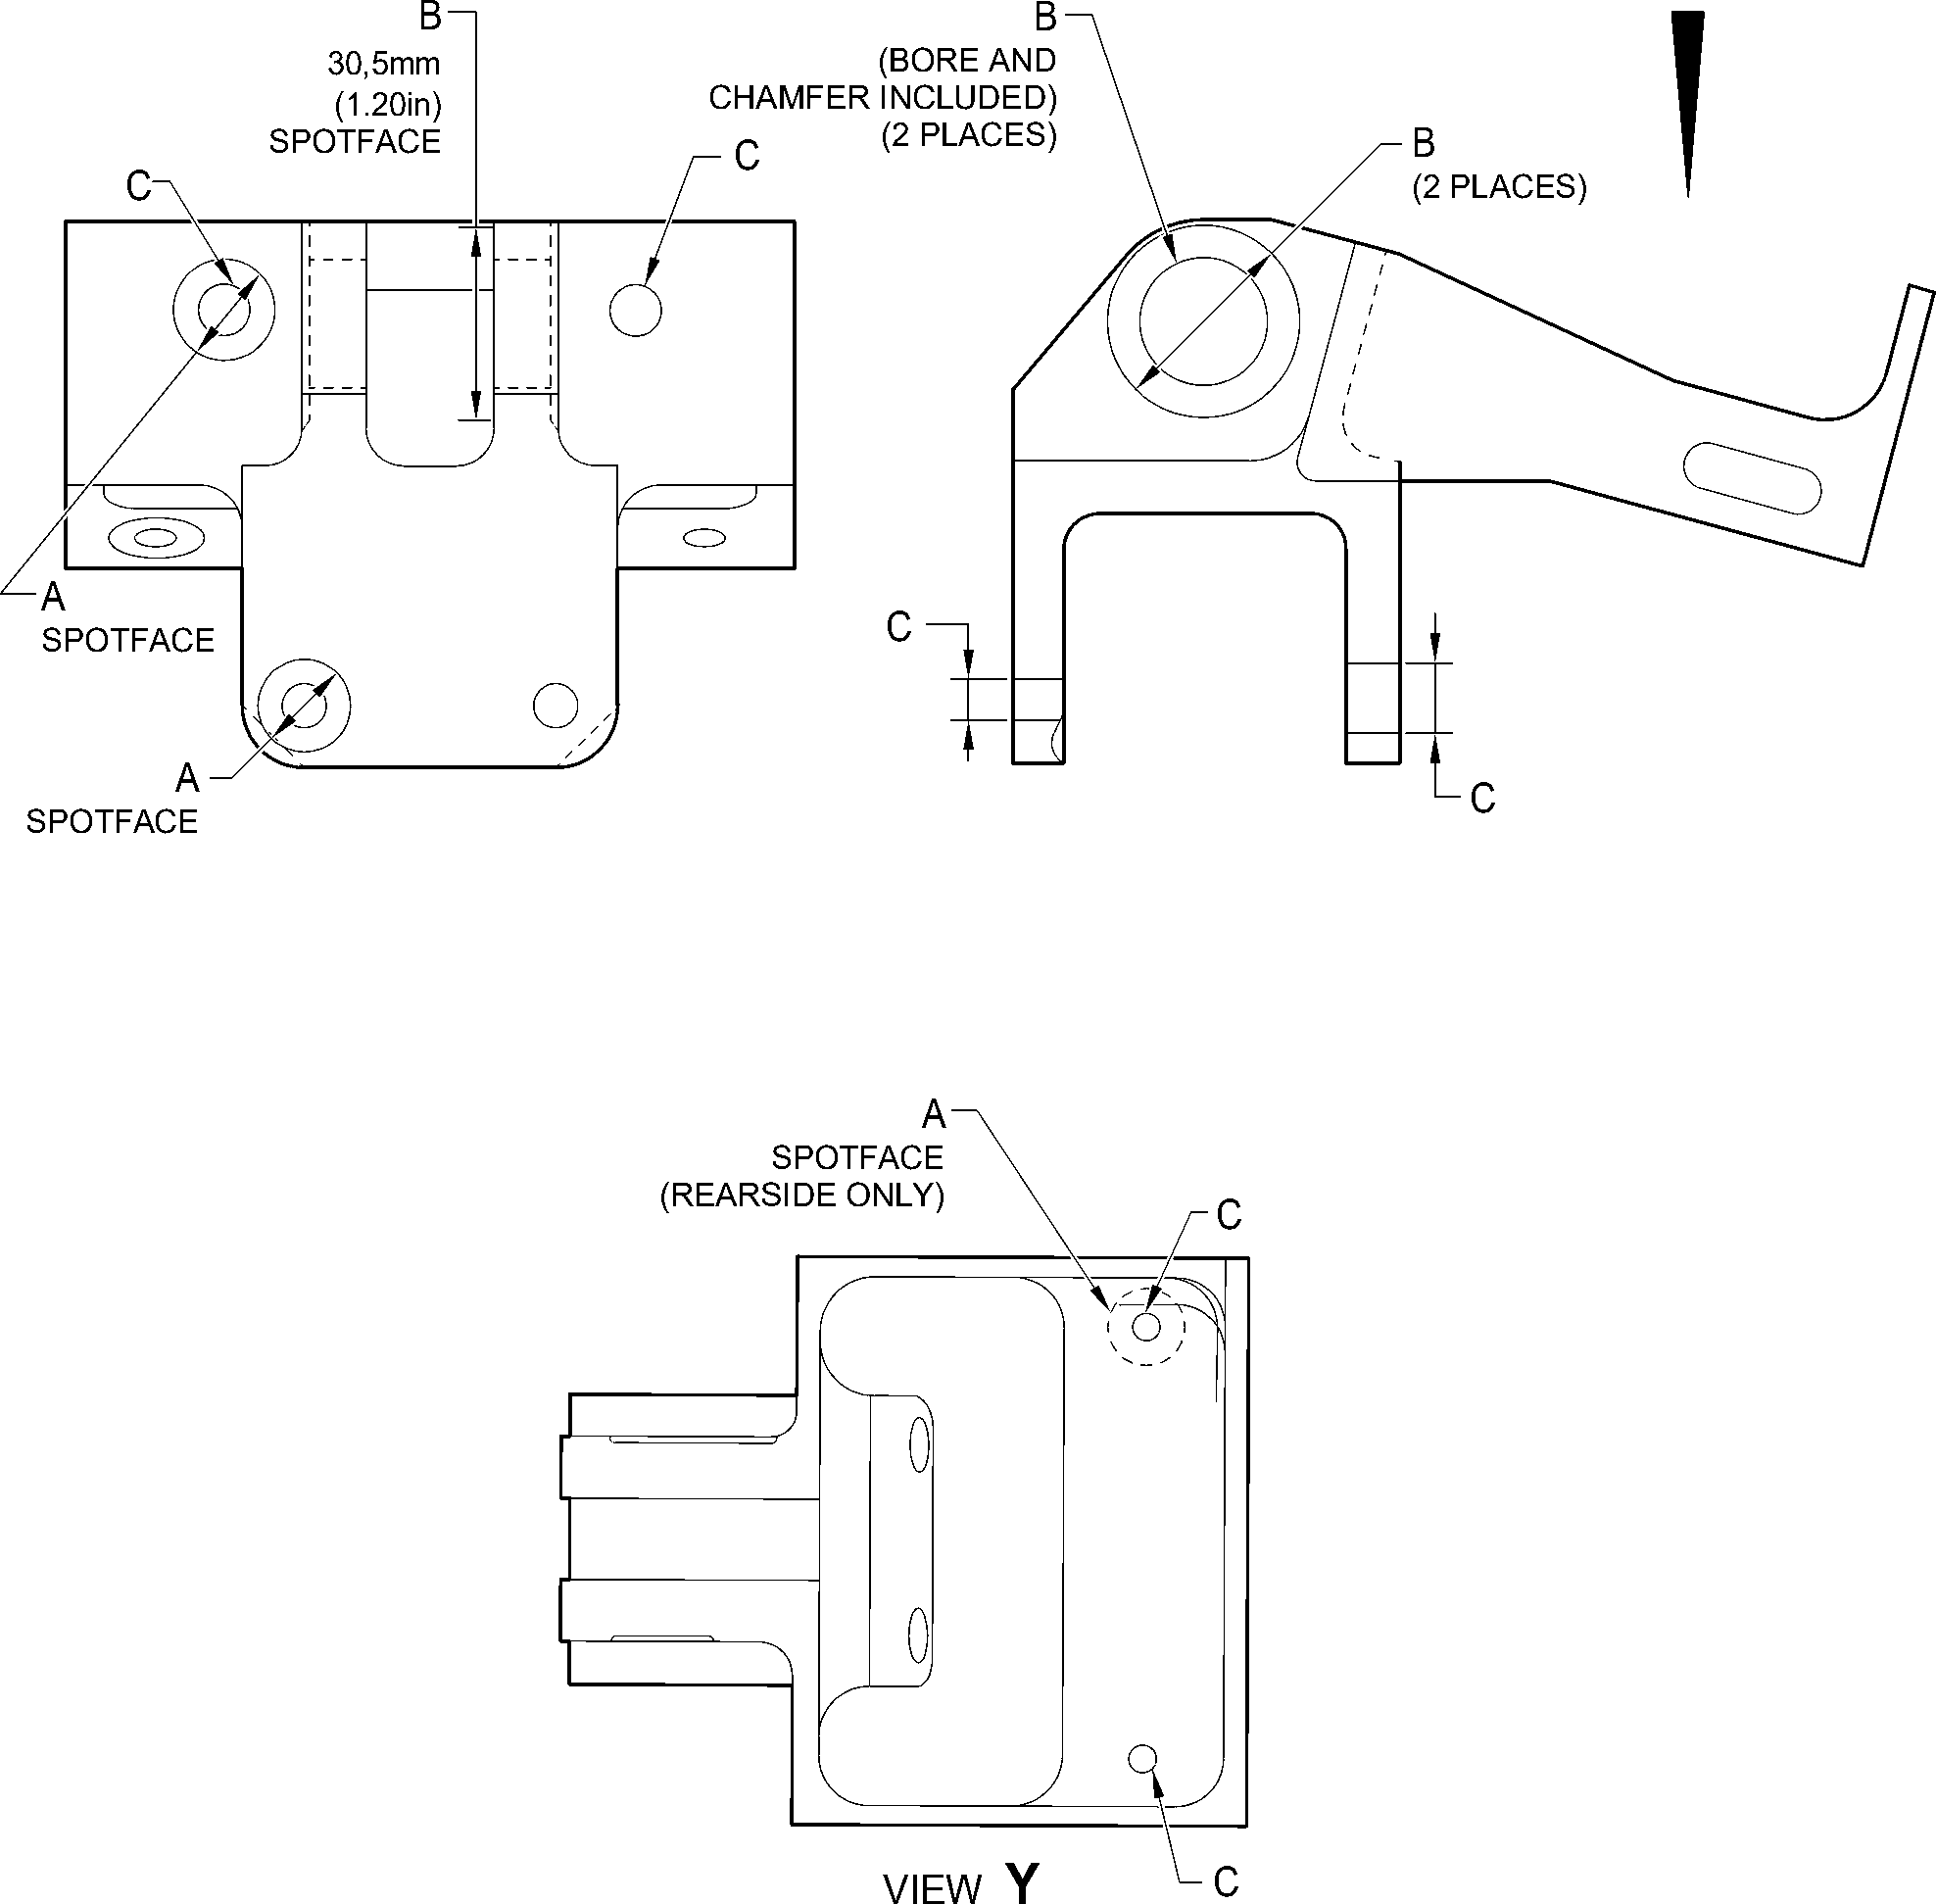 B
30,5mm
(1.20in)
SPOTFACE
C
C
A
SPOTFACE
A
SPOTFACE
B
(BORE AND
CHAMFER INCLUDED)
(2 PLACES)
B
(2 PLACES)
C
C
A
SPOTFACE
(REARSIDE ONLY)
C
C
VIEW Y